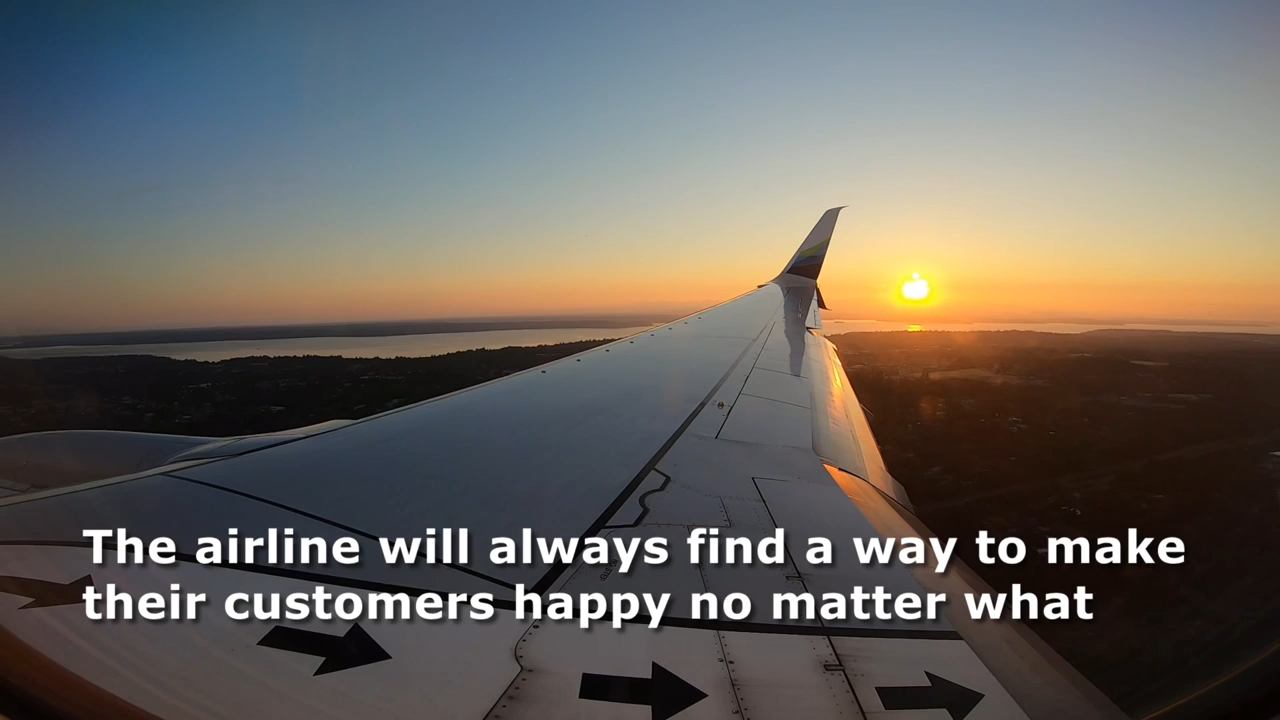 The airline will always find a way to make
their customers happy no matter what